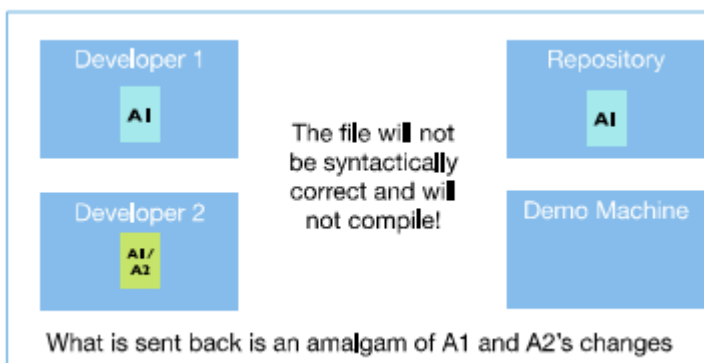 Developer 1
A1
Repository
A1
The file will not
be syntactically
correct and will
not compile!
Developer 2
A1/
A2
Demo Machine
What is sent back is an amalgam of A1 and A2's changes